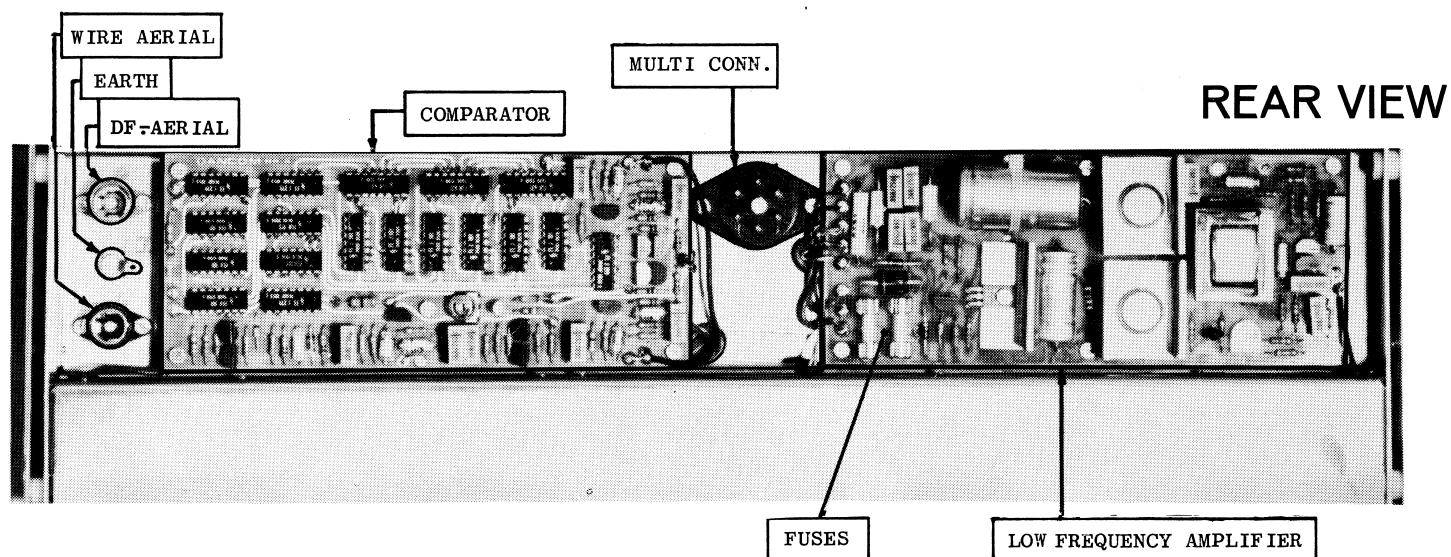 WIRE AERIAL
EARTH
DF-AERIAL
COMPARATOR
MULTI CONN.
REAR VIEW
FUSES
LOW FREQUENCY AMPLIFIER